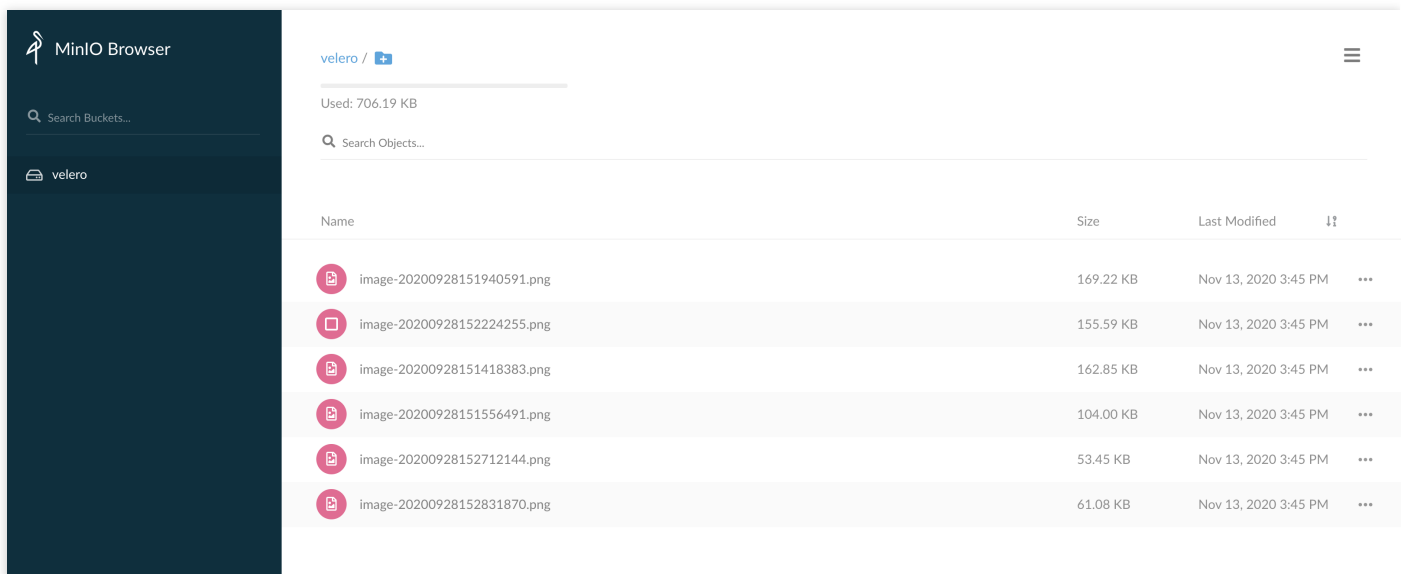 MinIO Browser
Search Buckets...
velero
velero /
Used: 706.19 KB
Search Objects...
Name Size Last Modified
image-20200928151940591.png 169.22 KB Nov 13, 2020 3:45 PM
image-20200928152224255.png 155.59 KB Nov 13, 2020 3:45 PM
image-20200928151418383.png 162.85 KB Nov 13, 2020 3:45 PM
image-20200928151556491.png 104.00 KB Nov 13, 2020 3:45 PM
image-20200928152712144.png 53.45 KB Nov 13, 2020 3:45 PM
image-20200928152831870.png 61.08 KB Nov 13, 2020 3:45 PM